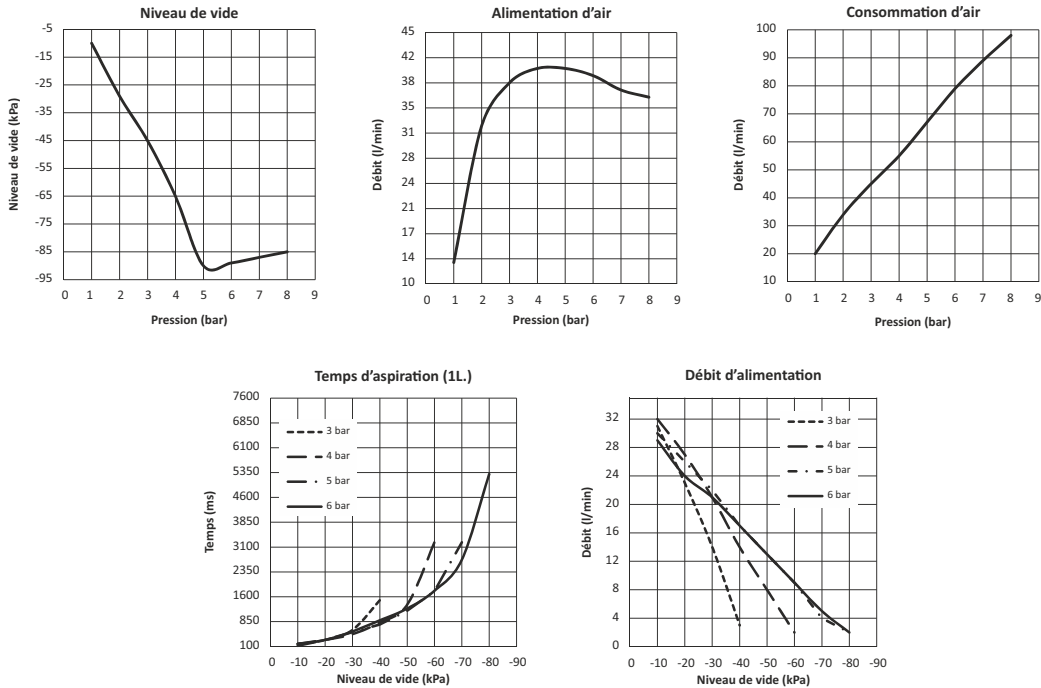 Niveau de vide
-5
-15
-25
-35
-45
-55
-65
-75
-85
-95
Niveau de vide (kPa)
0 1 2 3 4 5 6 7 8 9
Pression (bar)
Alimentation d'air
45
42
38
35
31
28
24
21
17
14
10
Débit (l/min)
0 1 2 3 4 5 6 7 8 9
Pression (bar)
Consommation d'air
100
90
80
70
60
50
40
30
20
10
Débit (l/min)
0 1 2 3 4 5 6 7 8 9
Pression (bar)
Temps d'aspiration (1L.)
7600
6850
6100
5350
4600
3850
3100
2350
1600
850
100
Temps (ms)
3 bar
4 bar
5 bar
6 bar
0 -10 -20 -30 -40 -50 -60 -70 -80 -90
Niveau de vide (kPa)
Débit d'alimentation
32
28
24
20
16
12
8
4
0
Débit (l/min)
3 bar
4 bar
5 bar
6 bar
0 -10 -20 -30 -40 -50 -60 -70 -80 -90
Niveau de vide (kPa)